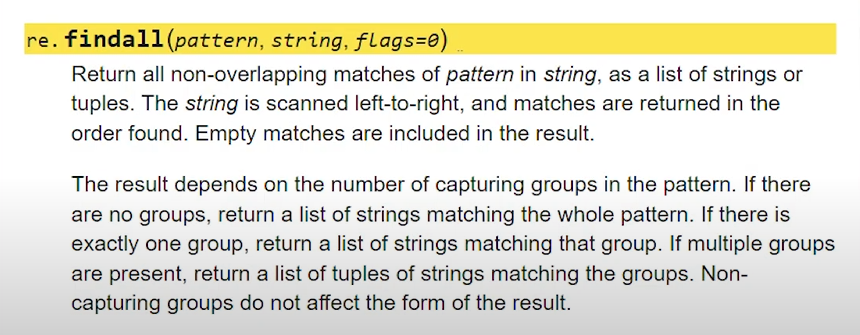 re.findall(pattern, string, flags=0)
Return all non-overlapping matches of pattern in string, as a list of strings or
tuples. The string is scanned left-to-right, and matches are returned in the
order found. Empty matches are included in the result.
The result depends on the number of capturing groups in the pattern. If there
are no groups, return a list of strings matching the whole pattern. If there is
exactly one group, return a list of strings matching that group. If multiple groups
are present, return a list of tuples of strings matching the groups. Non-
capturing groups do not affect the form of the result.